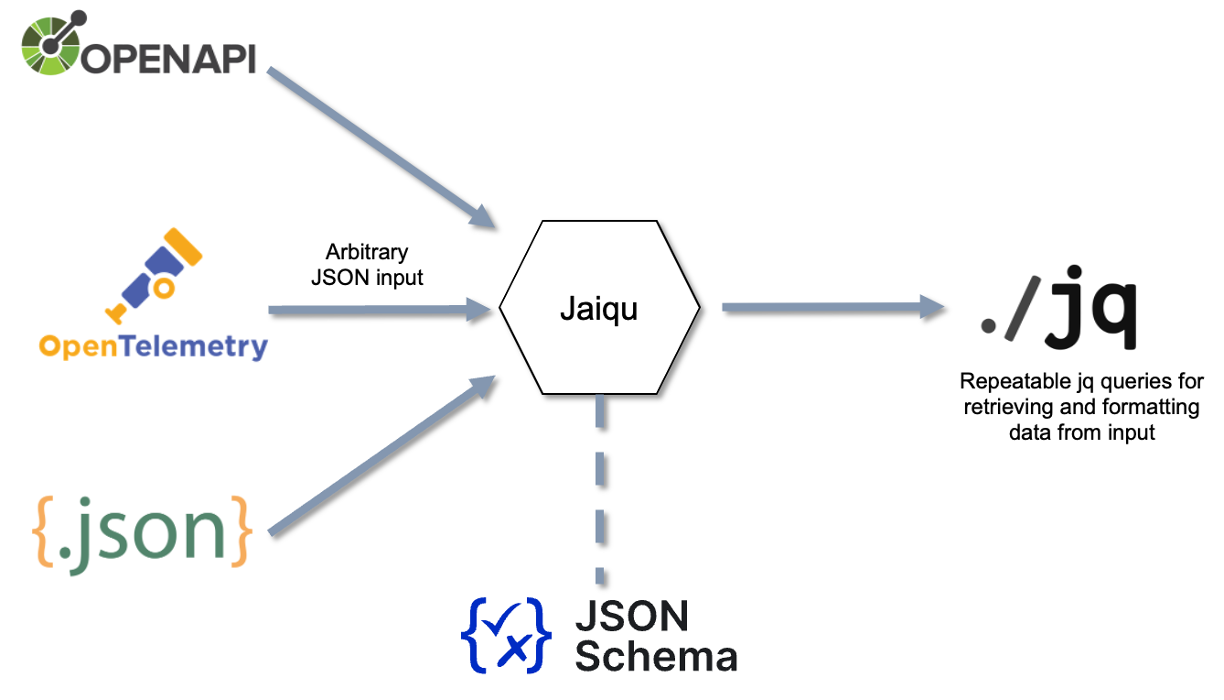 OPENAPI
Arbitrary
JSON input
OpenTelemetry
Jaiqu
./jq
Repeatable jq queries for
retrieving and formatting
data from input
{.json}
JSON
Schema